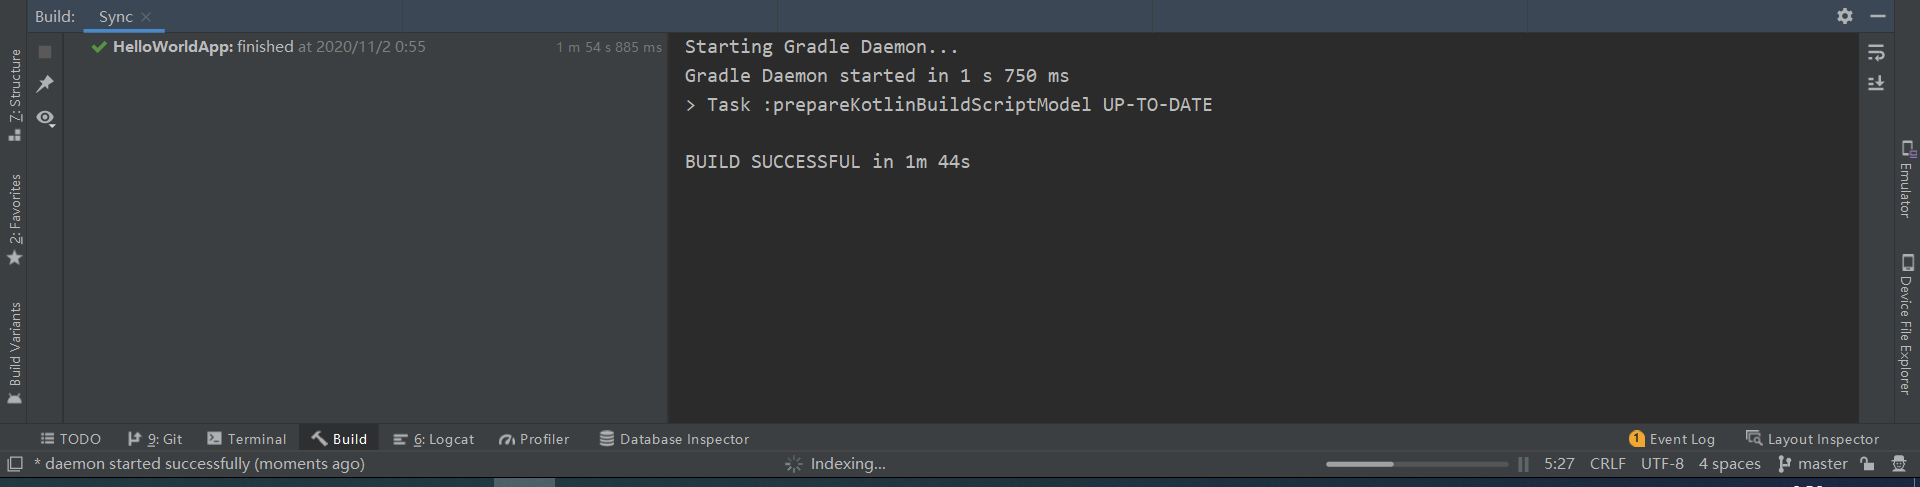 Build: Sync
HelloWorldApp: finished at 2020/11/2 0:55 1 m 54 s 885 ms
Starting Gradle Daemon...
Gradle Daemon started in 1 s 750 ms
> Task :prepareKotlinBuildScriptModel UP-TO-DATE
BUILD SUCCESSFUL in 1m 44s
7: Structure
2: Favorites
Build Variants
Emulator
Device File Explorer
TODO 9: Git Terminal Build 6: Logcat Profiler Database Inspector 1 Event Log Layout Inspector
* daemon started successfully (moments ago) Indexing... 5:27 CRLF UTF-8 4 spaces master